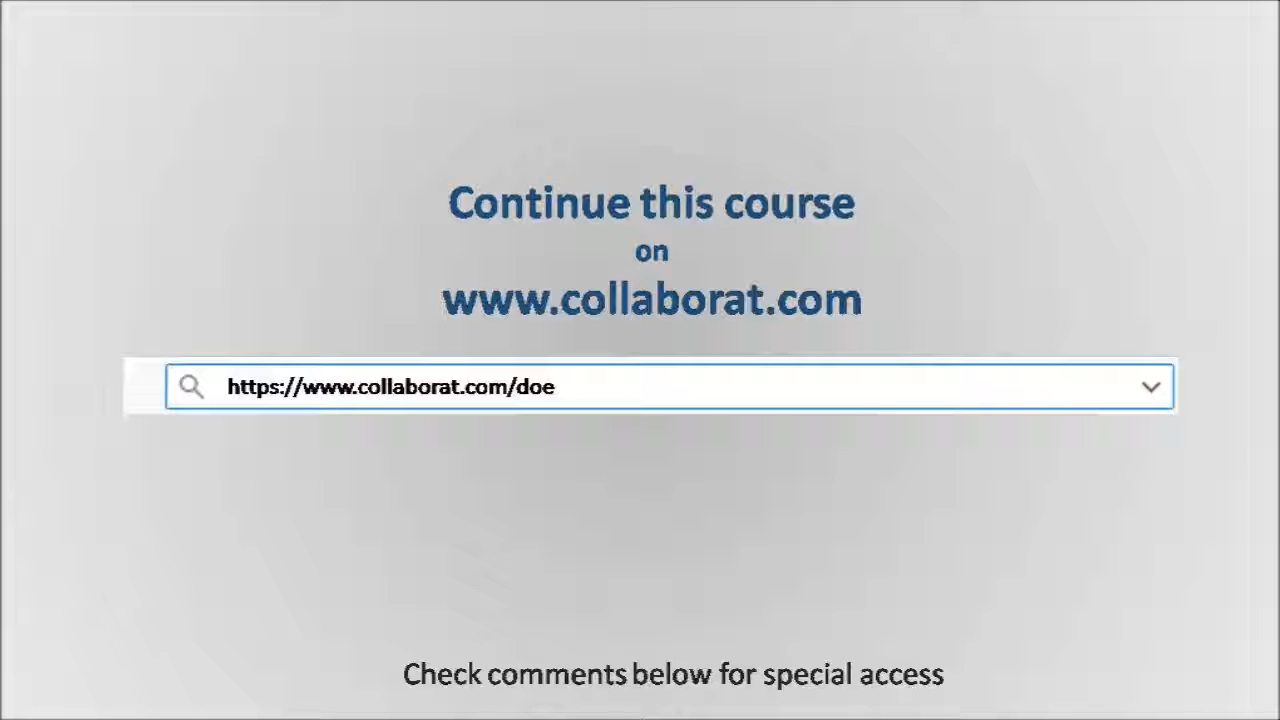 Continue this course
on
www.collaborat.com
https://www.collaborat.com/doe
Check comments below for special access